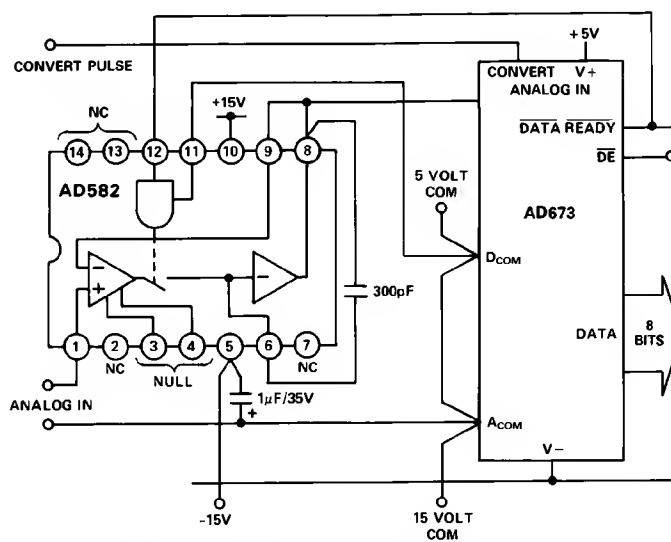 +5V
CONVERT PULSE
CONVERT V+
ANALOG IN
NC
+15V
DATA READY
14 13 12 11 10 9 8
DE
AD582
5 VOLT
COM
AD673
DCOM
300pF
8
BITS
DATA
1 2 3 4 5 6 7
NC
NULL
NC
ANALOG IN
1µF/35V
+
ACOM
V−
-15V
15 VOLT
COM
−
+
−